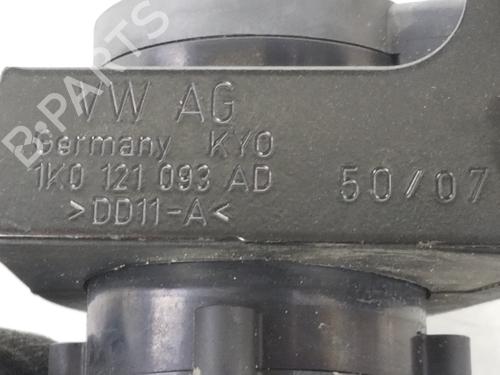 B-PARTS
VW AG
Germany KYO
1K0 121 093 AD
50/07
>DD11-A<